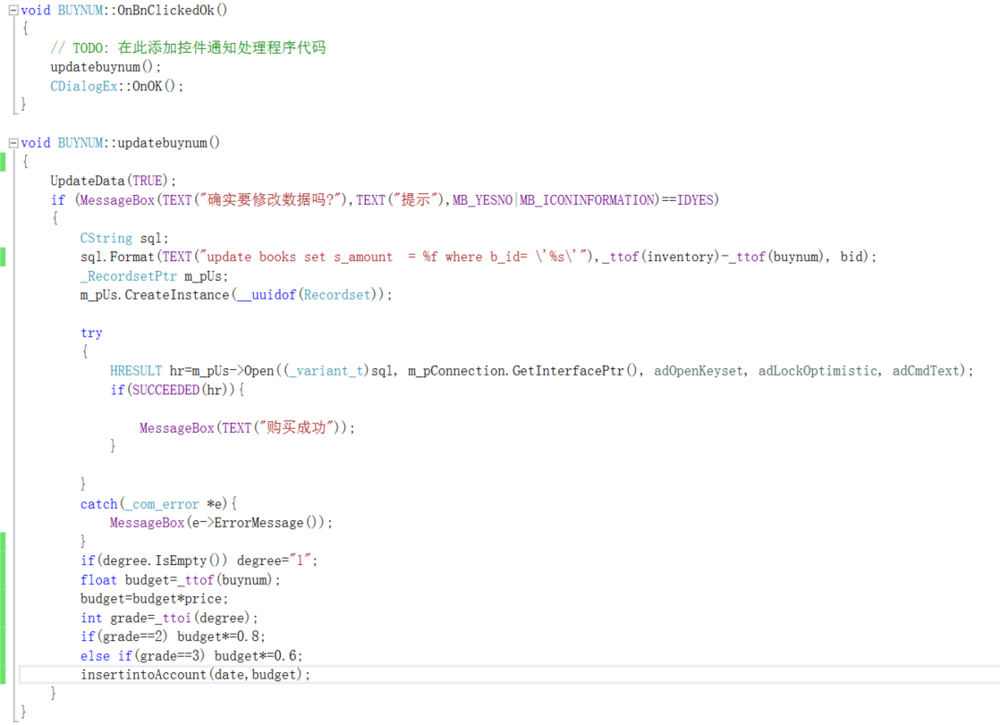 void BUYNUM::OnBnClickedOk()
{
    // TODO: 在此添加控件通知处理程序代码
    updatebuynum();
    CDialogEx::OnOK();
}
void BUYNUM::updatebuynum()
{
    UpdateData(TRUE);
    if (MessageBox(TEXT("确实要修改数据吗?"),TEXT("提示"),MB_YESNO|MB_ICONINFORMATION)==IDYES)
    {
        CString sql;
        sql.Format(TEXT("update books set s_amount  = %f where b_id= \'%s\'"),_ttof(inventory)-_ttof(buynum), bid);
        _RecordsetPtr m_pUs;
        m_pUs.CreateInstance(__uuidof(Recordset));
        try
        {
            HRESULT hr=m_pUs->Open((_variant_t)sql, m_pConnection.GetInterfacePtr(), adOpenKeyset, adLockOptimistic, adCmdText);
            if(SUCCEEDED(hr)){
                MessageBox(TEXT("购买成功"));
            }
        }
        catch(_com_error *e){
            MessageBox(e->ErrorMessage());
        }
        if(degree.IsEmpty()) degree="1";
        float budget=_ttof(buynum);
        budget=budget*price;
        int grade=_ttoi(degree);
        if(grade==2) budget*=0.8;
        else if(grade==3) budget*=0.6;
        insertintoAccount(date,budget);
    }
}